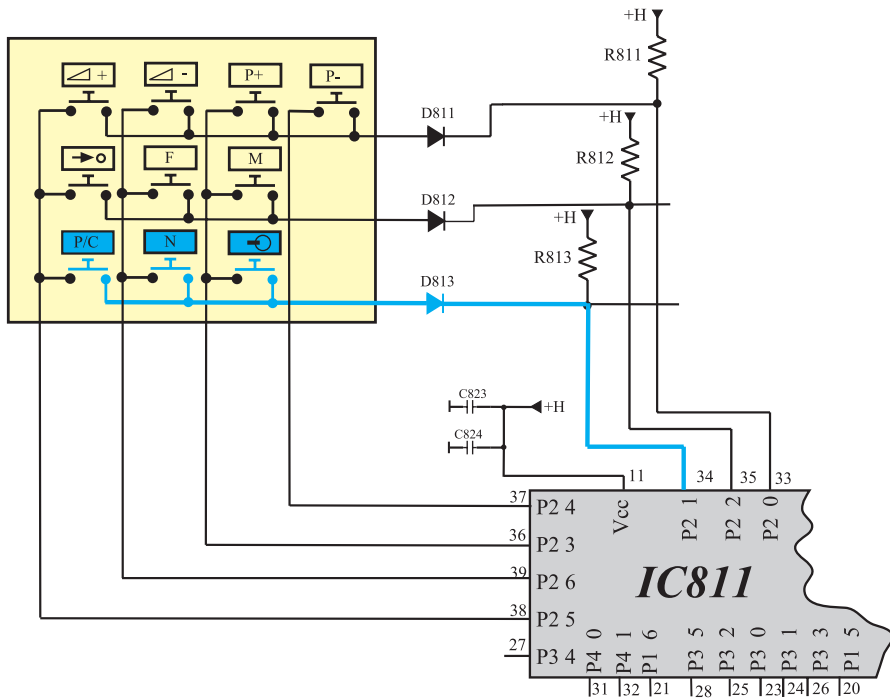 +H
R811
+ - P+ P-
D811
+H
R812
F M
D812
+H
R813
P/C N
D813
C823
+H
C824
11 34 35 33
37 P2 4 Vcc P2 1 P2 2 P2 0
36 P2 3
39 P2 6
IC811
38 P2 5
27 P3 4
P4 0 P4 1 P1 6 P3 5 P3 2 P3 0 P3 1 P3 3 P1 5
31 32 21 28 25 23 24 26 20